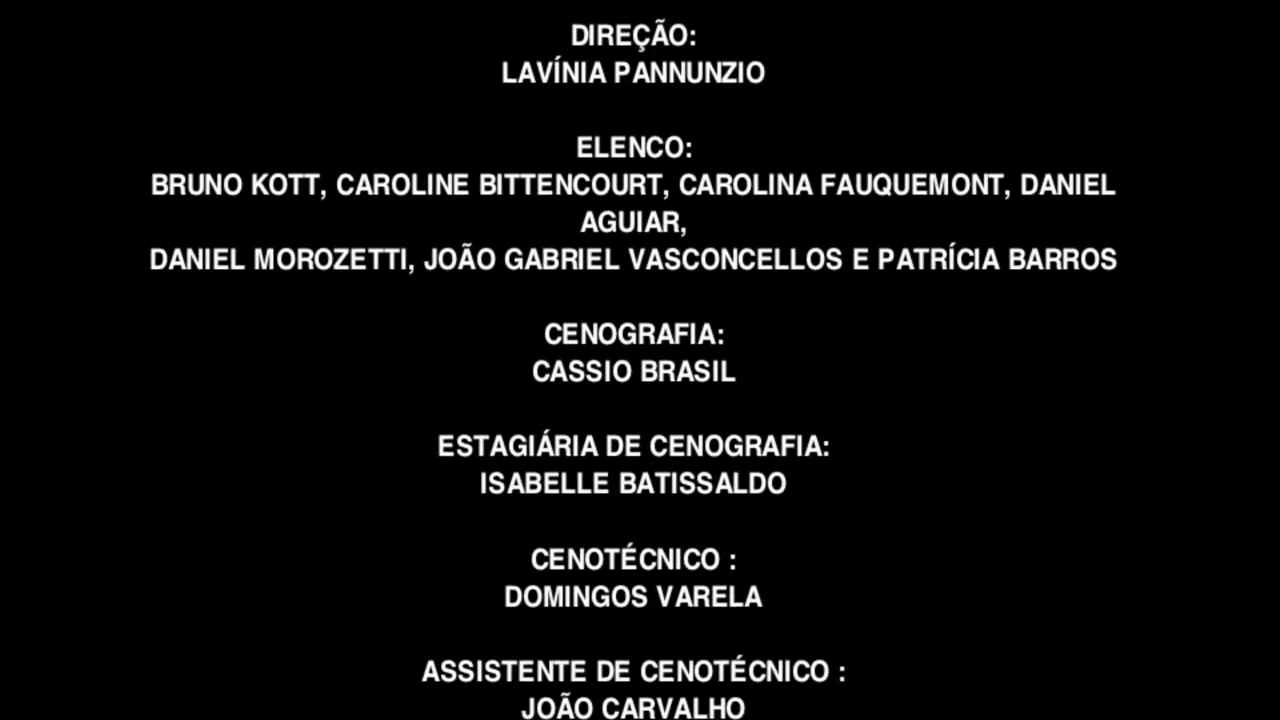 DIREÇÃO:
LAVÍNIA PANNUNZIO
ELENCO:
BRUNO KOTT, CAROLINE BITTENCOURT, CAROLINA FAUQUEMONT, DANIEL
AGUIAR,
DANIEL MOROZETTI, JOÃO GABRIEL VASCONCELLOS E PATRÍCIA BARROS
CENOGRAFIA:
CASSIO BRASIL
ESTAGIÁRIA DE CENOGRAFIA:
ISABELLE BATISSALDO
CENOTÉCNICO :
DOMINGOS VARELA
ASSISTENTE DE CENOTÉCNICO :
JOÃO CARVALHO